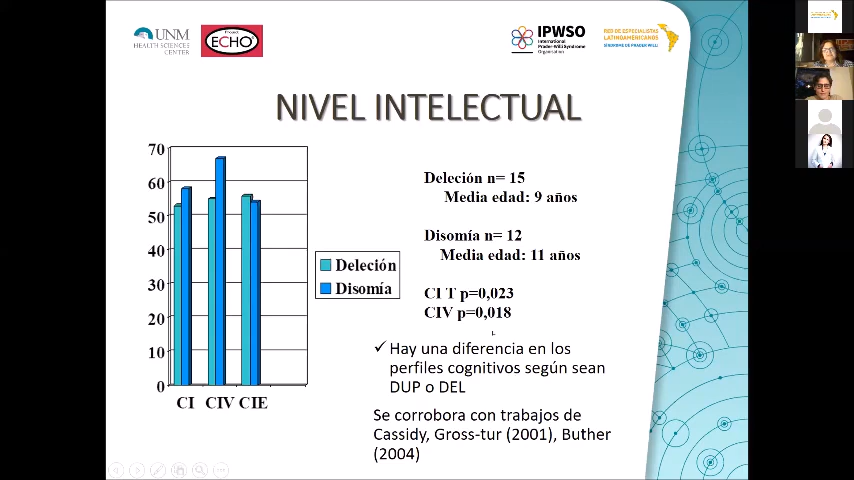 UNM
HEALTH SCIENCES
CENTER
Project
ECHO
IPWSO
International
Prader-Willi Syndrome
Organisation
RED DE ESPECIALISTAS
LATINOAMERICANOS
SÍNDROME DE PRADER WILLI
NIVEL INTELECTUAL
70
60
50
40
30
20
10
0
CI CIV CIE
Deleción
Disomía
Deleción n= 15
Media edad: 9 años
Disomía n= 12
Media edad: 11 años
CI T p=0,023
CIV p=0,018
✓ Hay una diferencia en los
perfiles cognitivos según sean
DUP o DEL
Se corrobora con trabajos de
Cassidy, Gross-tur (2001), Buther
(2004)